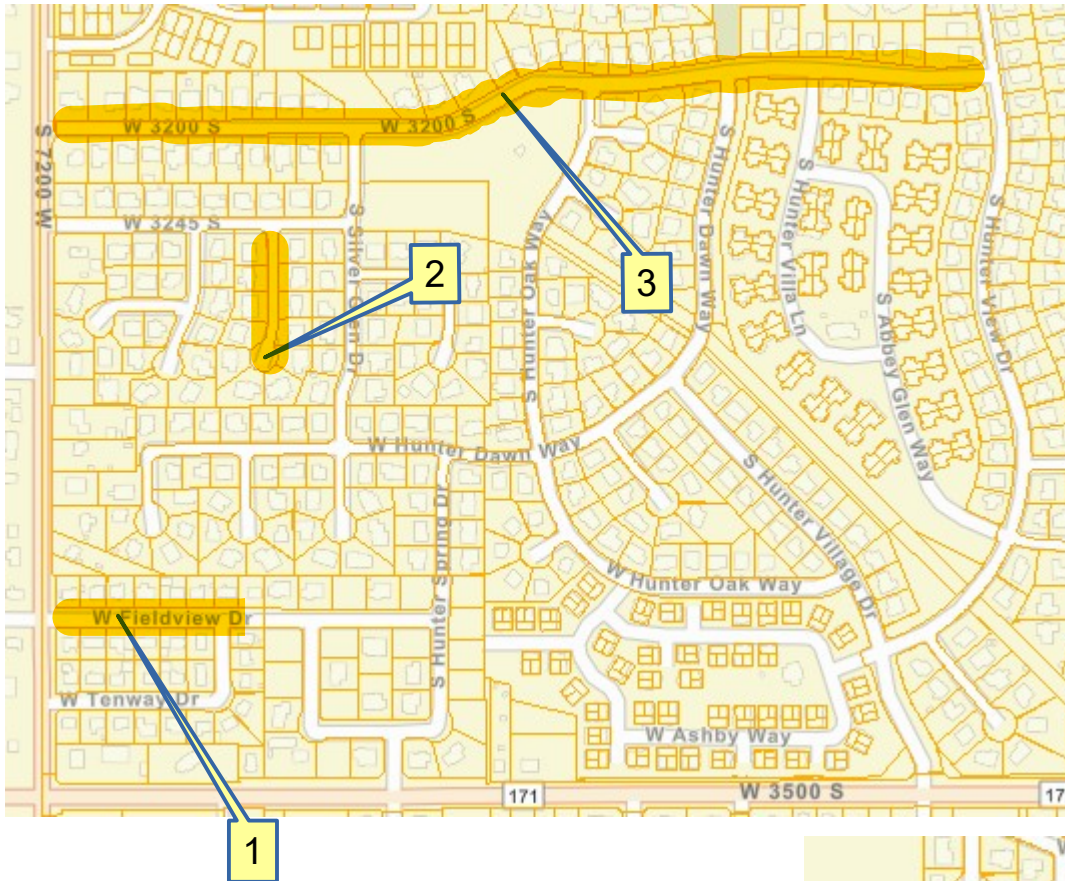 W 3200 S
W 3200 S
S 7200 W
W 3245 S
S Silver Glen Dr
S Hunter Oak Way
S Hunter Dawn Way
S Hunter Villa Ln
S Hunter View Dr
S Abbey Glen Way
2
3
W Hunter Dawn Way
S Hunter Village Dr
S Hunter Spring Dr
W Hunter Oak Way
W Fieldview Dr
W Tenway Dr
W Ashby Way
171
W 3500 S
17
1